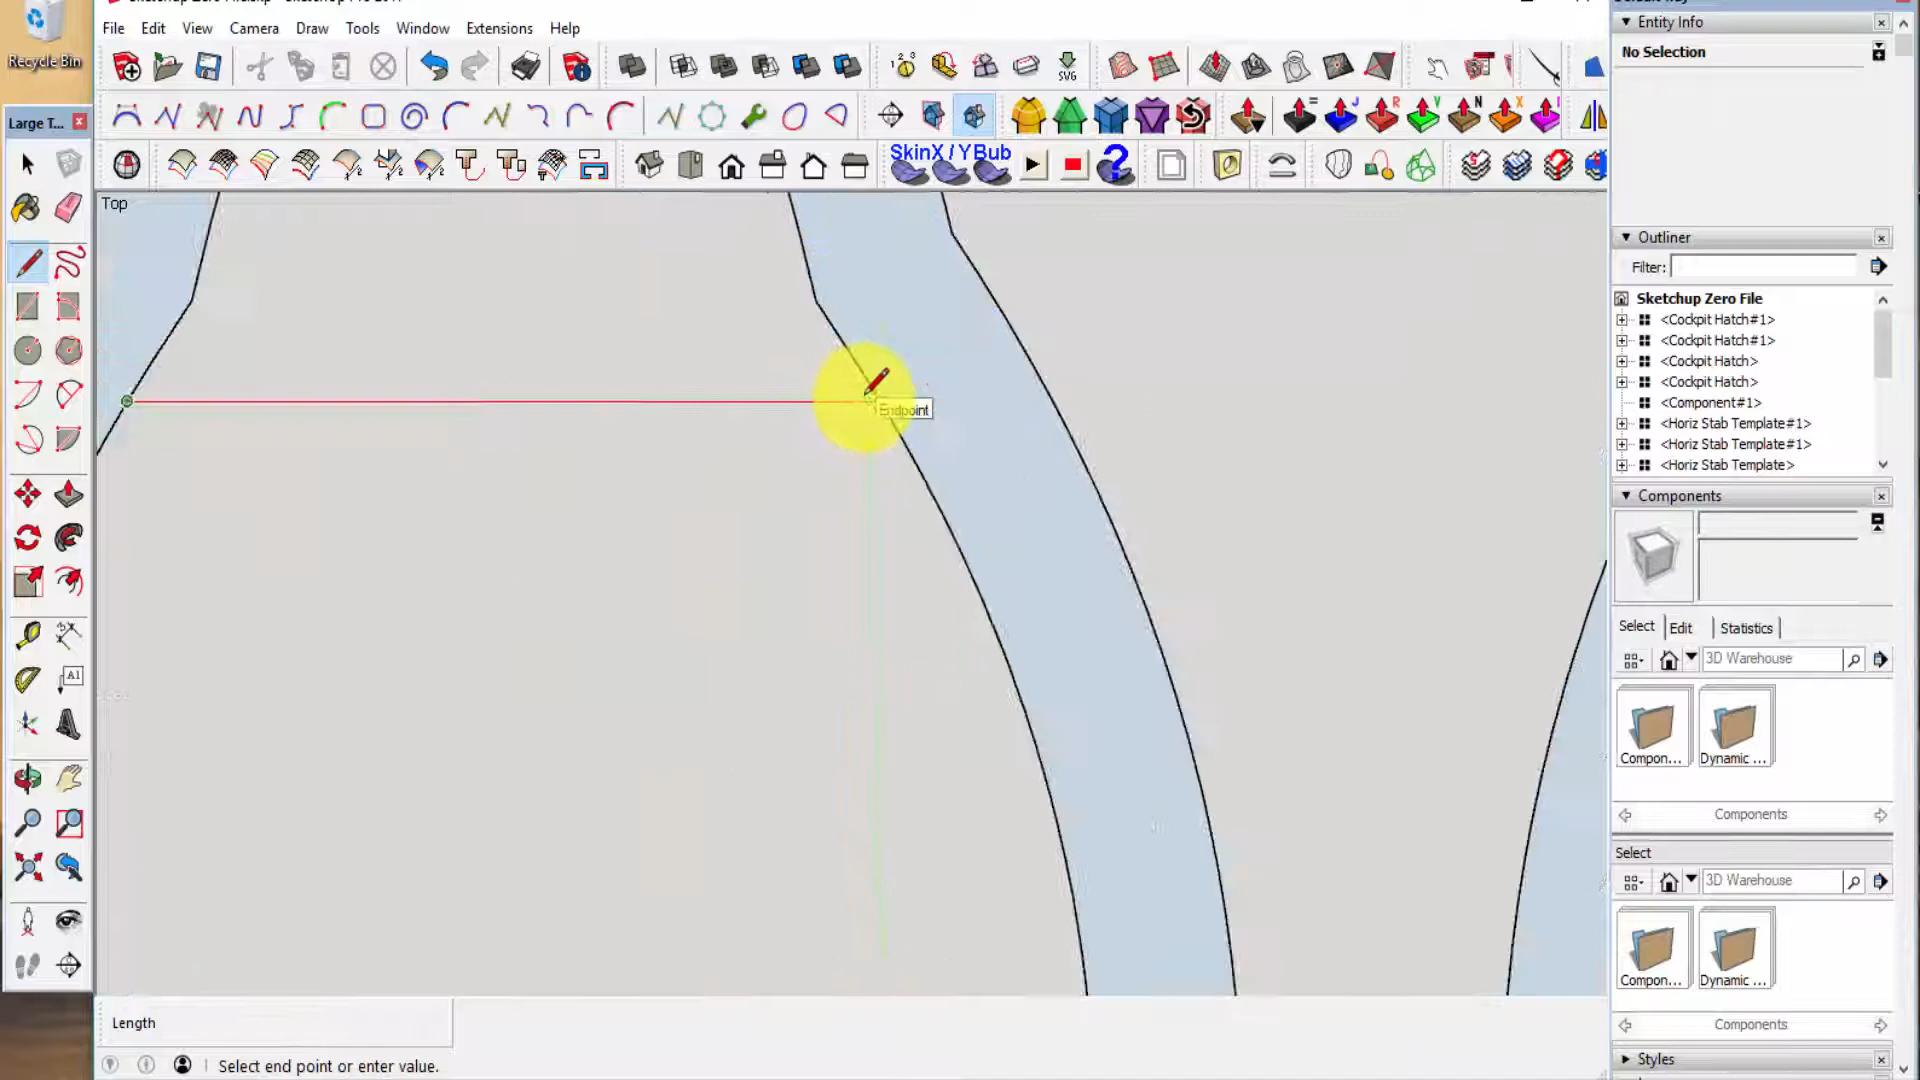 Recycle Bin
File Edit View Camera Draw Tools Window Extensions Help
Large T...
SVG
SkinX / YBub
Top
Endpoint
Length
Select end point or enter value.
Entity Info
No Selection
Outliner
Filter:
Sketchup Zero File
<Cockpit Hatch#1>
<Cockpit Hatch#1>
<Cockpit Hatch>
<Cockpit Hatch>
<Component#1>
<Horiz Stab Template#1>
<Horiz Stab Template#1>
<Horiz Stab Template>
Components
Select Edit Statistics
3D Warehouse
Compon... Dynamic ...
Components
Select
3D Warehouse
Compon... Dynamic ...
Components
Styles